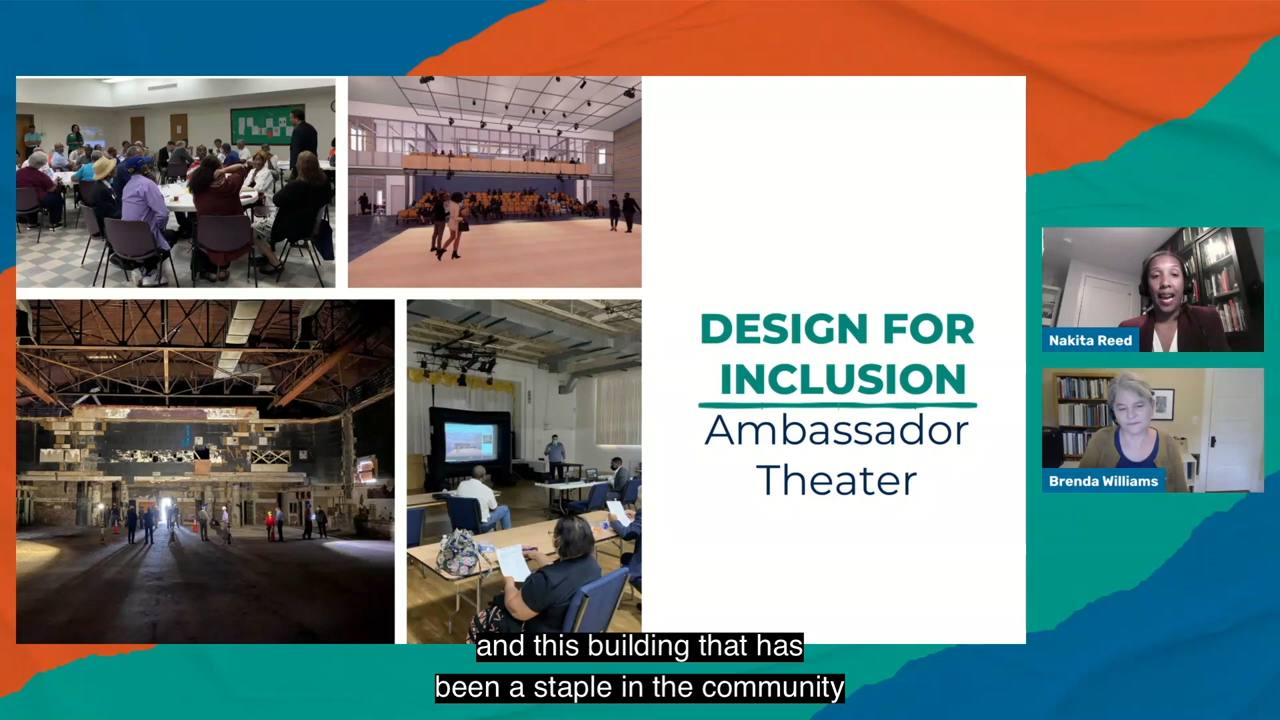 DESIGN FOR
INCLUSION
Ambassador
Theater
Nakita Reed
Brenda Williams
and this building that has
been a staple in the community